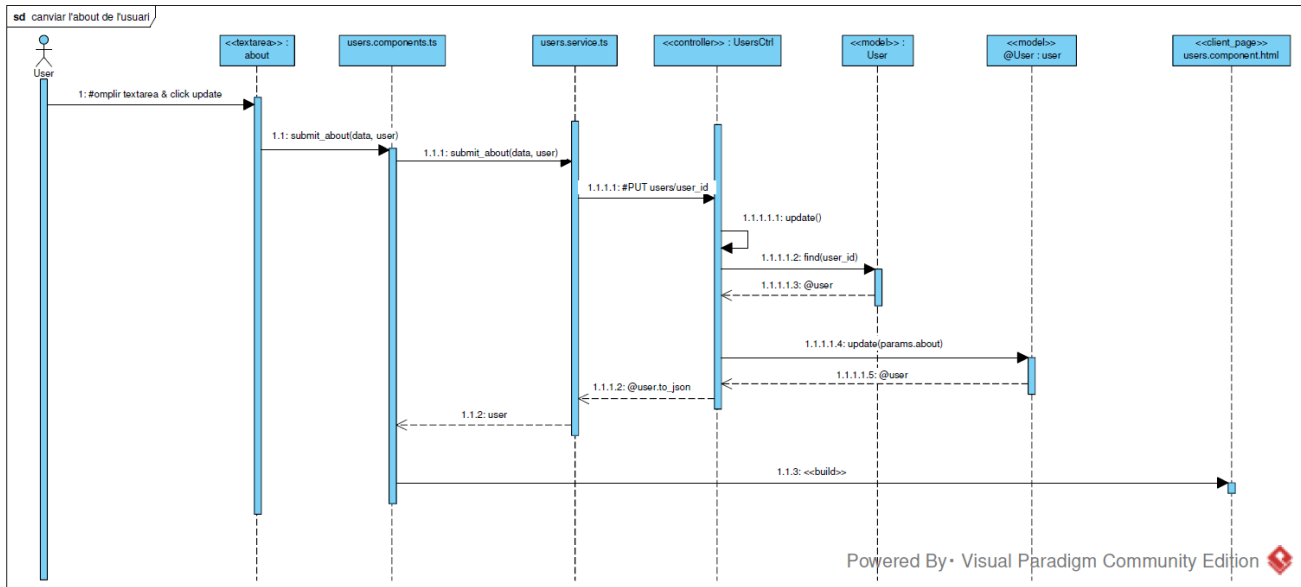 sd canviar l'about de l'usuari
User
<<textarea>> :
about
users.components.ts
users.service.ts
<<controller>> : UsersCtrl
<<model>> :
User
<<model>>
@User : user
<<client_page>>
users.component.html
1: #omplir textarea & click update
1.1: submit_about(data, user)
1.1.1: submit_about(data, user)
1.1.1.1: #PUT users/user_id
1.1.1.1.1: update()
1.1.1.1.2: find(user_id)
1.1.1.1.3: @user
1.1.1.1.4: update(params.about)
1.1.1.1.5: @user
1.1.1.2: @user.to_json
1.1.2: user
1.1.3: <<build>>
Powered By · Visual Paradigm Community Edition